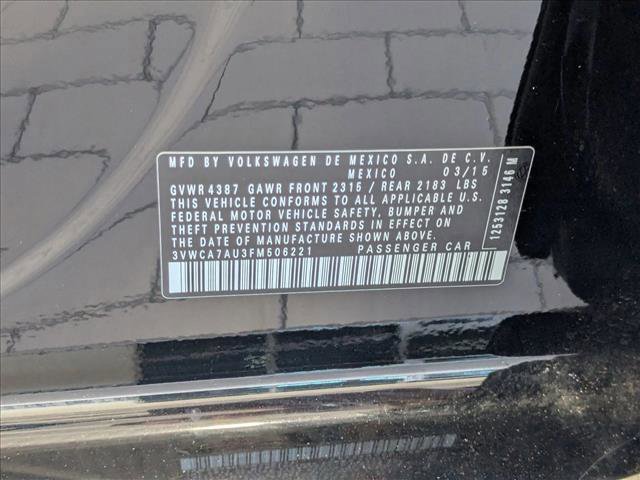 MFD BY VOLKSWAGEN DE MEXICO S.A. DE C.V.
MEXICO 03/15
GVWR 4387 GAWR FRONT 2315 / REAR 2183 LBS
THIS VEHICLE CONFORMS TO ALL APPLICABLE U.S.
FEDERAL MOTOR VEHICLE SAFETY, BUMPER AND
THEFT PREVENTION STANDARDS IN EFFECT ON
THE DATE OF MANUFACTURE SHOWN ABOVE.
3VWCA7AU3FM506221 PASSENGER CAR
1253128 3146 M